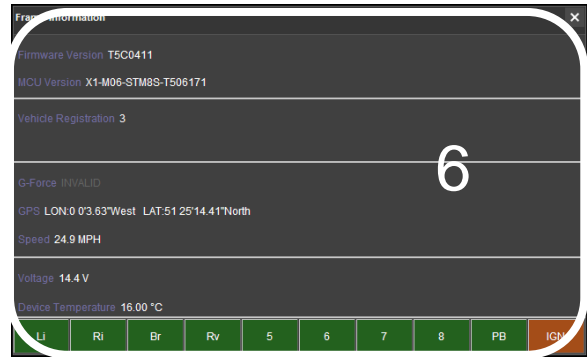 Frame Information
Firmware Version T5C0411
MCU Version X1-M06-STM8S-T506171
Vehicle Registration 3
6
G-Force INVALID
GPS LON:0 0'3.63"West LAT:51 25'14.41"North
Speed 24.9 MPH
Voltage 14.4 V
Device Temperature 16.00 °C
Li Ri Br Rv 5 6 7 8 PB IGN